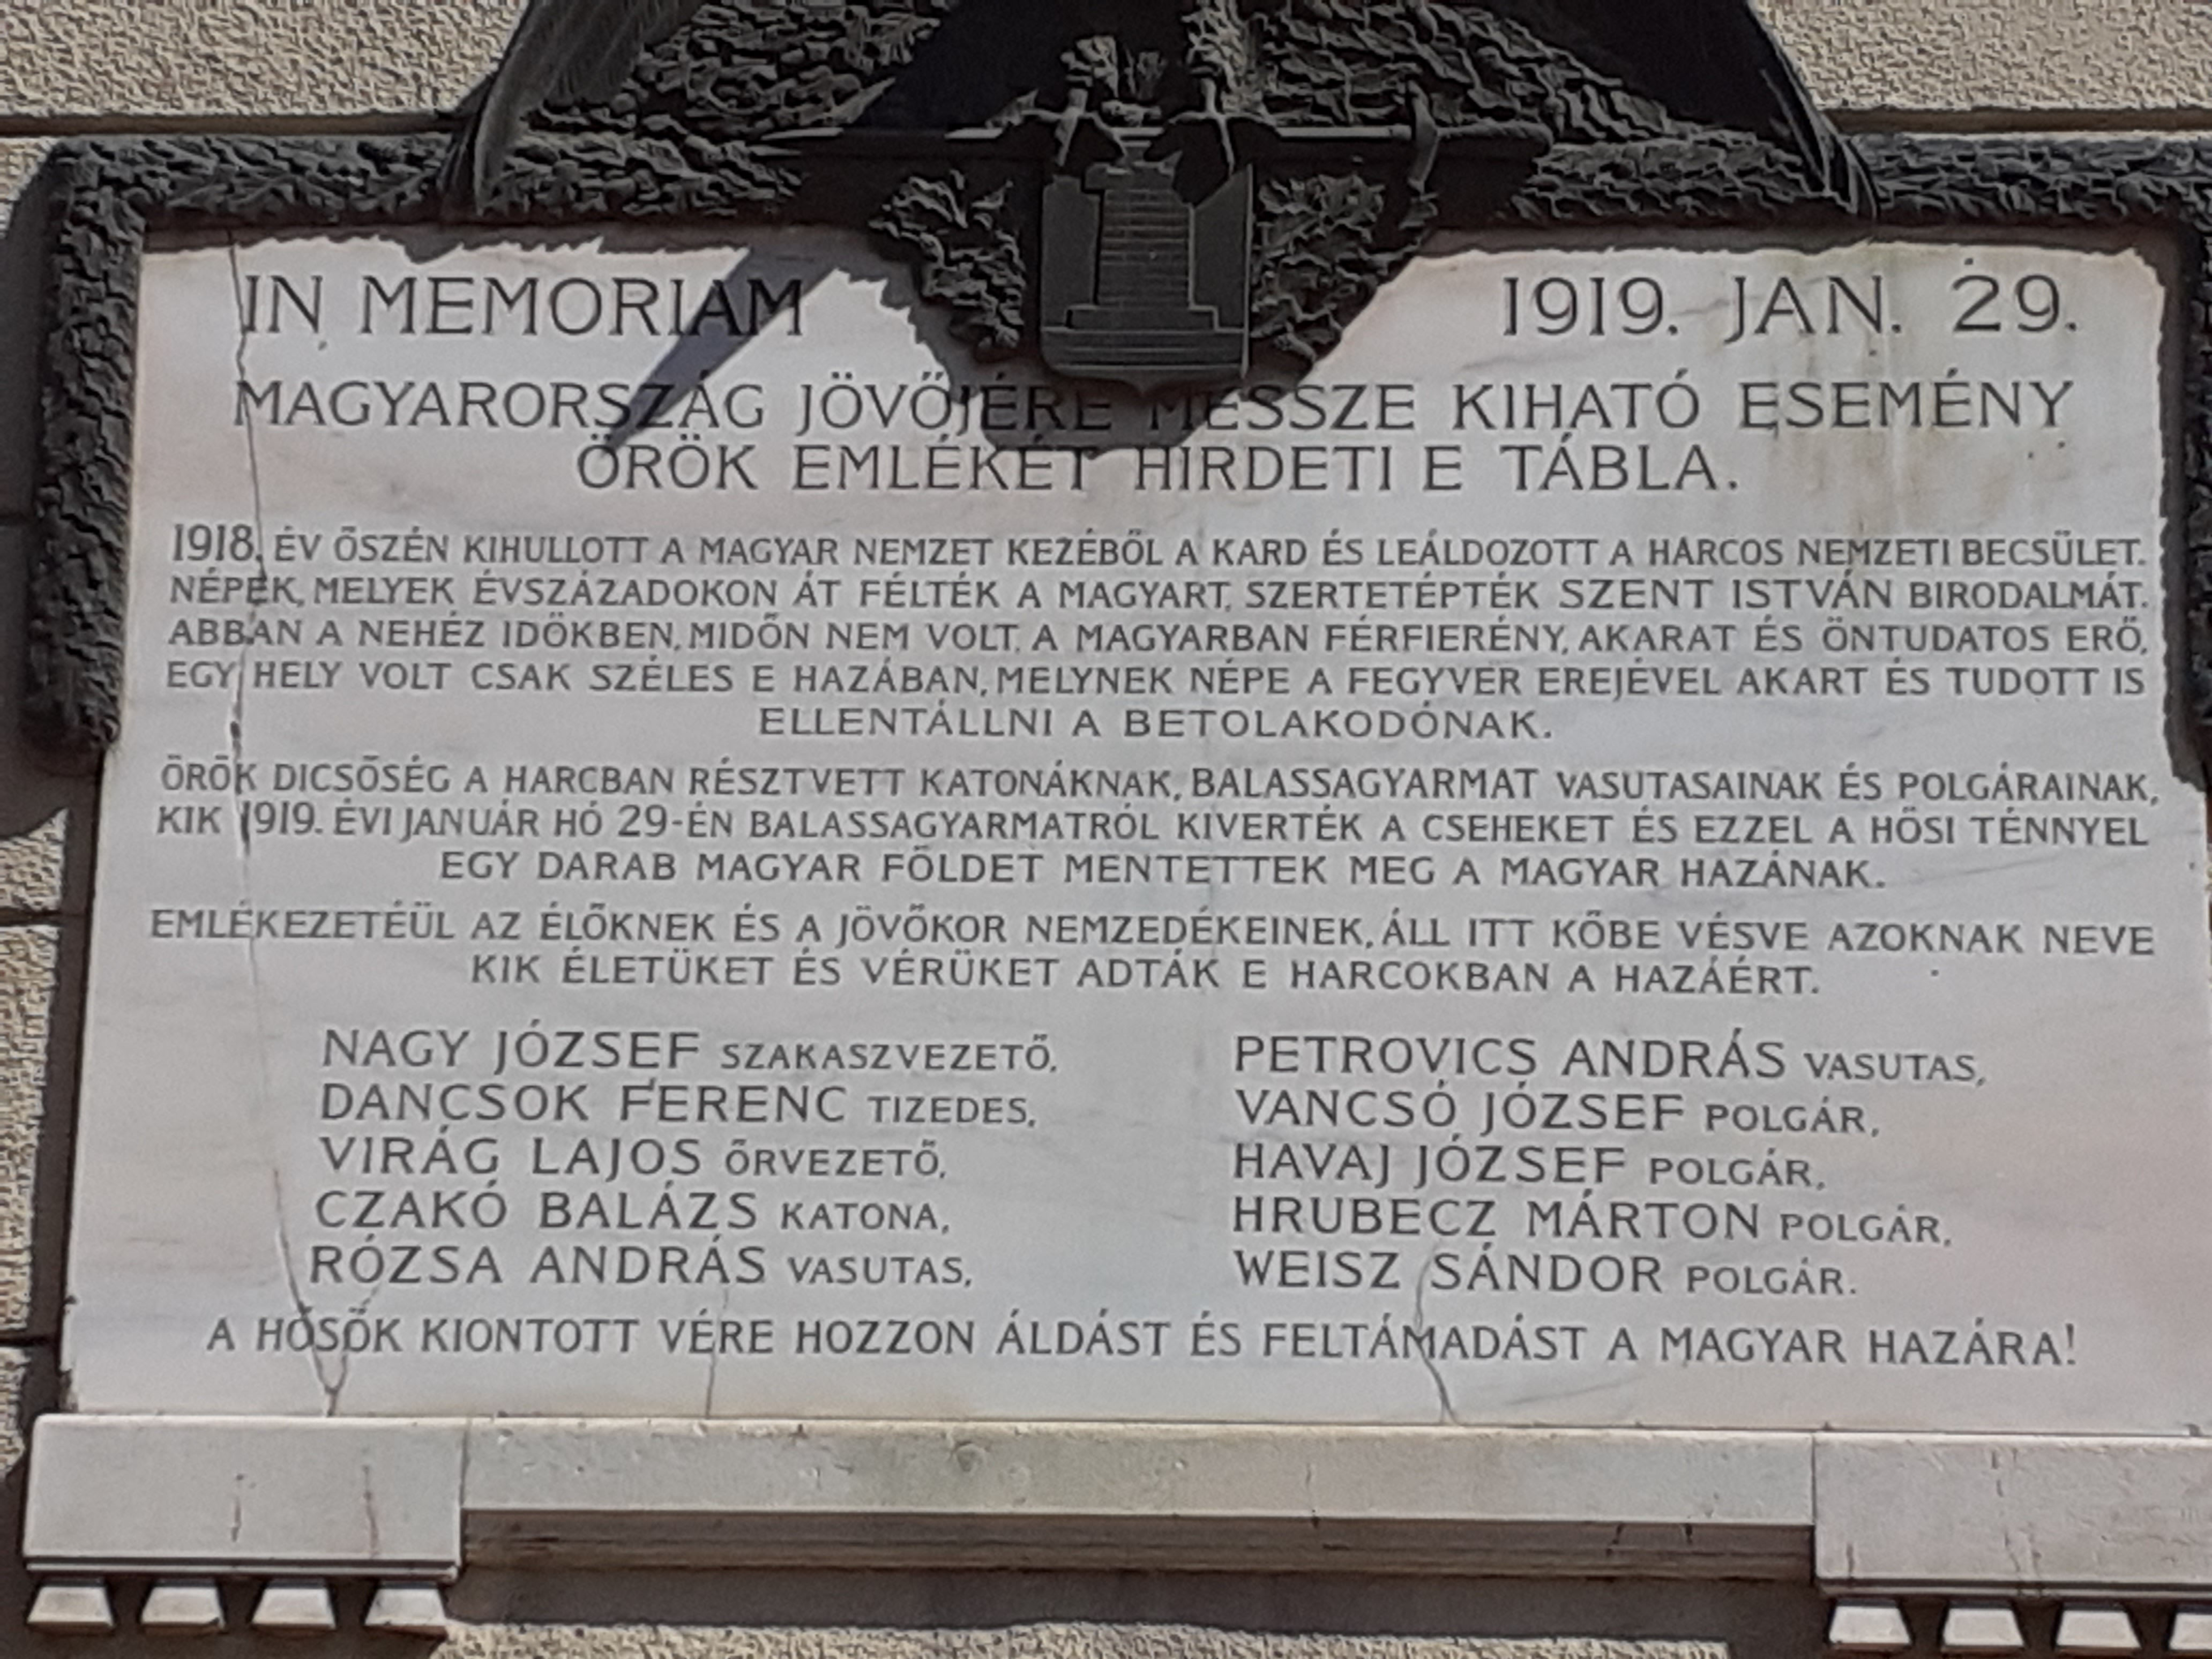 IN MEMORIAM 1919. JAN. 29.
MAGYARORSZÁG JÖVŐJÉRE MESSZE KIHATÓ ESEMÉNY
ÖRÖK EMLÉKÉT HIRDETI E TÁBLA.
1918. ÉV ŐSZÉN KIHULLOTT A MAGYAR NEMZET KEZÉBŐL A KARD ÉS LEÁLDOZOTT A HARCOS NEMZETI BECSÜLET.
NÉPEK, MELYEK ÉVSZÁZADOKON ÁT FÉLTÉK A MAGYART, SZERTETÉPTÉK SZENT ISTVÁN BIRODALMÁT.
ABBAN A NEHÉZ IDŐKBEN, MIDŐN NEM VOLT A MAGYARBAN FÉRFIERÉNY, AKARAT ÉS ÖNTUDATOS ERŐ,
EGY HELY VOLT CSAK SZÉLES E HAZÁBAN, MELYNEK NÉPE A FEGYVER EREJÉVEL AKART ÉS TUDOTT IS
ELLENTÁLLNI A BETOLAKODÓNAK.
ÖRÖK DICSŐSÉG A HARCBAN RÉSZTVETT KATONÁKNAK, BALASSAGYARMAT VASUTASAINAK ÉS POLGÁRAINAK,
KIK 1919. ÉVI JANUÁR HÓ 29-ÉN BALASSAGYARMATRÓL KIVERTÉK A CSEHEKET ÉS EZZEL A HŐSI TÉNNYEL
EGY DARAB MAGYAR FÖLDET MENTETTEK MEG A MAGYAR HAZÁNAK.
EMLÉKEZETÉÜL AZ ÉLŐKNEK ÉS A JÖVŐKOR NEMZEDÉKEINEK, ÁLL ITT KŐBE VÉSVE AZOKNAK NEVE
KIK ÉLETÜKET ÉS VÉRÜKET ADTÁK E HARCOKBAN A HAZÁÉRT.
NAGY JÓZSEF SZAKASZVEZETŐ,
DANCSOK FERENC TIZEDES,
VIRÁG LAJOS ŐRVEZETŐ,
CZAKÓ BALÁZS KATONA,
RÓZSA ANDRÁS VASUTAS,
PETROVICS ANDRÁS VASUTAS,
VANCSÓ JÓZSEF POLGÁR,
HAVAJ JÓZSEF POLGÁR,
HRUBECZ MÁRTON POLGÁR,
WEISZ SÁNDOR POLGÁR.
A HŐSÖK KIONTOTT VÉRE HOZZON ÁLDÁST ÉS FELTÁMADÁST A MAGYAR HAZÁRA!